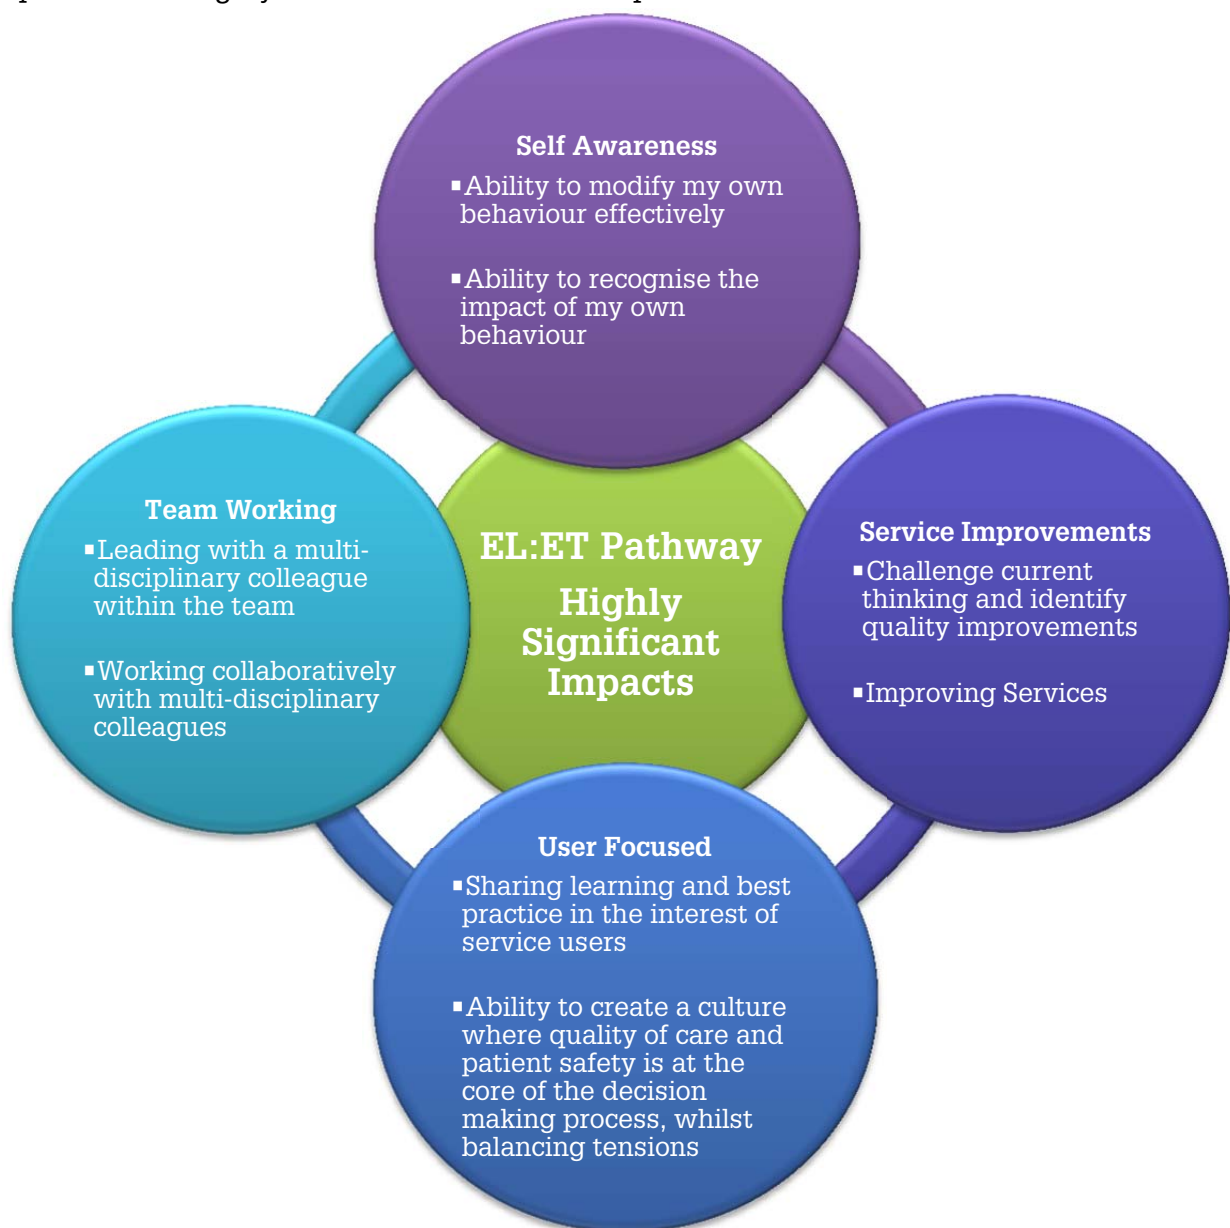 Self Awareness
▪Ability to modify my own
behaviour effectively
▪Ability to recognise the
impact of my own
behaviour
Team Working
▪Leading with a multi-
disciplinary colleague
within the team
▪Working collaboratively
with multi-disciplinary
colleagues
EL:ET Pathway
Highly
Significant
Impacts
Service Improvements
▪Challenge current
thinking and identify
quality improvements
▪Improving Services
User Focused
▪Sharing learning and best
practice in the interest of
service users
▪Ability to create a culture
where quality of care and
patient safety is at the
core of the decision
making process, whilst
balancing tensions